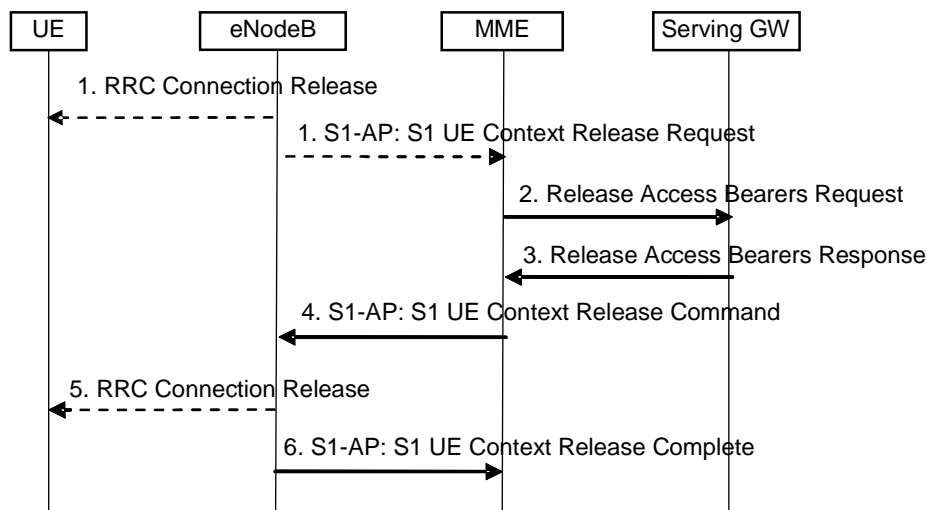 UE eNodeB MME Serving GW
1. RRC Connection Release
1. S1-AP: S1 UE Context Release Request
2. Release Access Bearers Request
3. Release Access Bearers Response
4. S1-AP: S1 UE Context Release Command
5. RRC Connection Release
6. S1-AP: S1 UE Context Release Complete